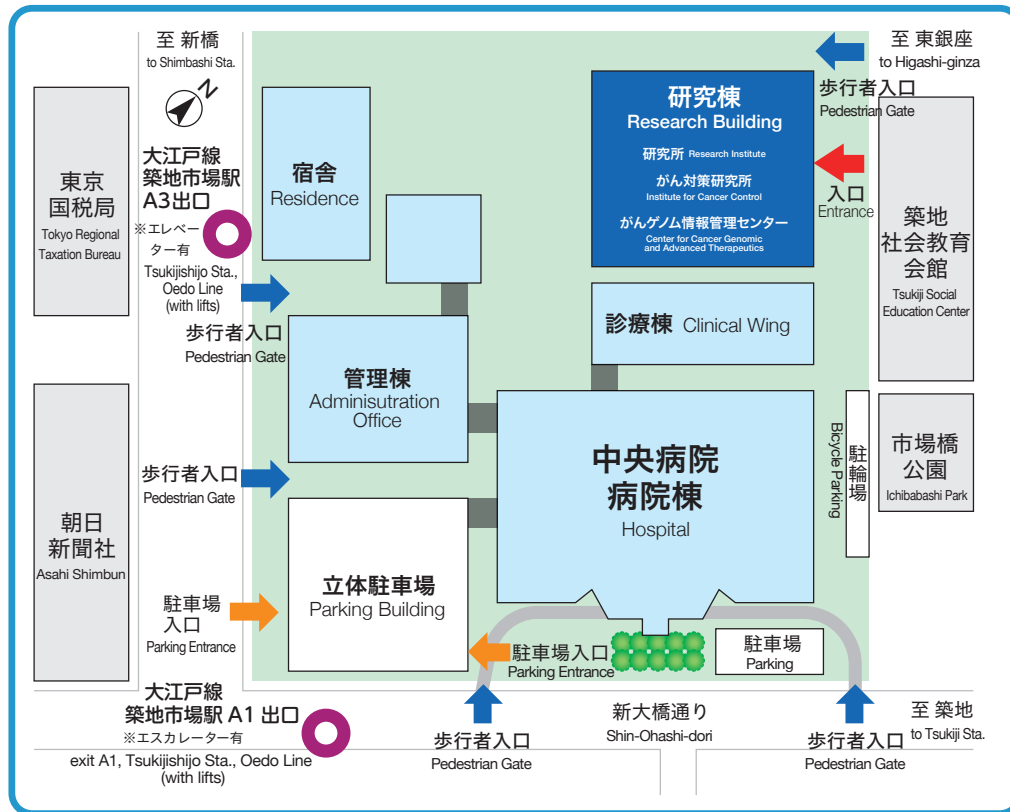 至 新橋
to Shimbashi Sta.
N
大江戸線
築地市場駅
A3出口
※エレベー
ター有
Tsukijishijo Sta.,
Oedo Line
(with lifts)
歩行者入口
Pedestrian Gate
東京
国税局
Tokyo Regional
Taxation Bureau
宿舎
Residence
研究棟
Research Building
研究所 Research Institute
がん対策研究所
Institute for Cancer Control
がんゲノム情報管理センター
Center for Cancer Genomic
and Advanced Therapeutics
至 東銀座
to Higashi-ginza
歩行者入口
Pedestrian Gate
入口
Entrance
築地
社会教育
会館
Tsukiji Social
Education Center
診療棟 Clinical Wing
管理棟
Adminisutration
Office
中央病院
病院棟
Hospital
駐輪場
Bicycle Parking
市場橋
公園
Ichibabashi Park
歩行者入口
Pedestrian Gate
朝日
新聞社
Asahi Shimbun
立体駐車場
Parking Building
駐車場
入口
Parking Entrance
駐車場入口
Parking Entrance
駐車場
Parking
大江戸線
築地市場駅 A1 出口
※エスカレーター有
exit A1, Tsukijishijo Sta., Oedo Line
(with lifts)
歩行者入口
Pedestrian Gate
新大橋通り
Shin-Ohashi-dori
歩行者入口
Pedestrian Gate
至 築地
to Tsukiji Sta.